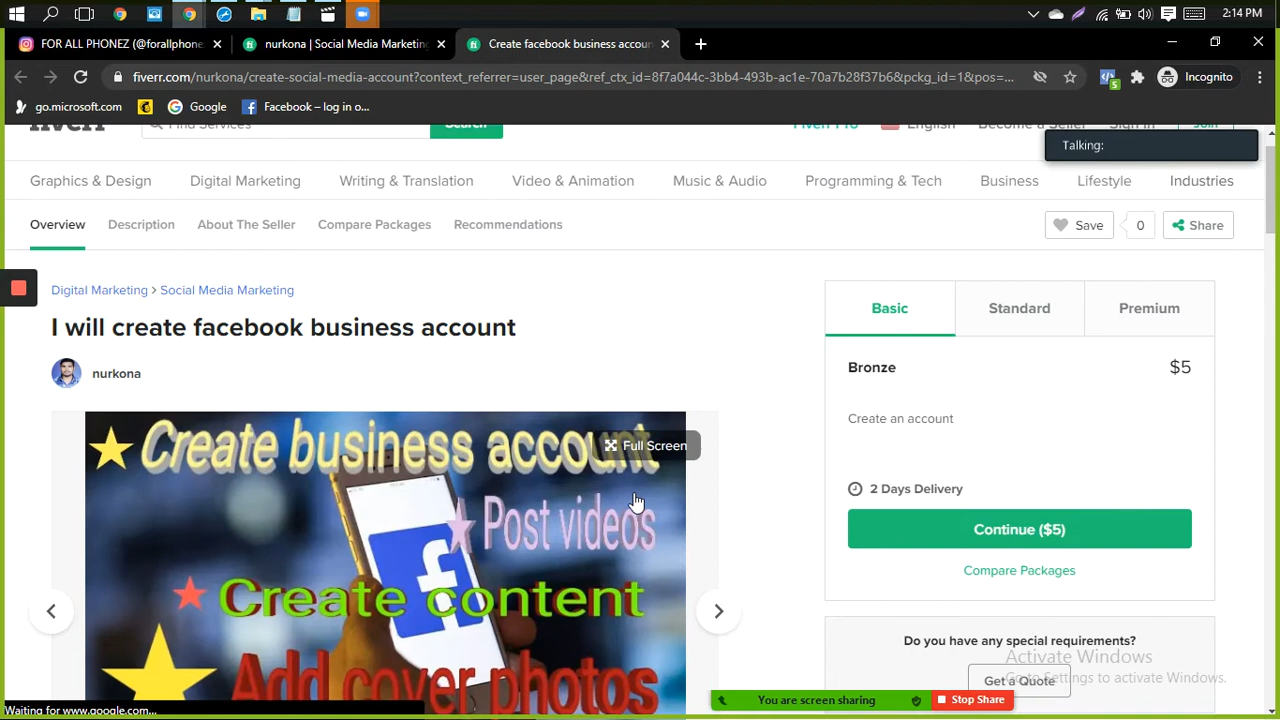 2:14 PM
FOR ALL PHONEZ (@forallphone
nurkona | Social Media Marketing
Create facebook business accoun
fiverr.com/nurkona/create-social-media-account?context_referrer=user_page&ref_ctx_id=8f7a044c-3bb4-493b-ac1e-70a7b28f37b6&pckg_id=1&pos=...
5
Incognito
go.microsoft.com
Google
Facebook – log in o...
fiverr
Find Services
Search
Fiverr Pro
English
Become a Seller
Sign in
Join
Talking:
Graphics & Design
Digital Marketing
Writing & Translation
Video & Animation
Music & Audio
Programming & Tech
Business
Lifestyle
Industries
Overview
Description
About The Seller
Compare Packages
Recommendations
Save
0
Share
Digital Marketing > Social Media Marketing
I will create facebook business account
nurkona
Basic
Standard
Premium
Bronze
$5
Create an account
2 Days Delivery
Continue ($5)
Compare Packages
Create business account
Full Screen
Post videos
Create content
Add cover photos
Do you have any special requirements?
Get a Quote
Activate Windows
Go to Settings to activate Windows.
You are screen sharing
Stop Share
Waiting for www.google.com...